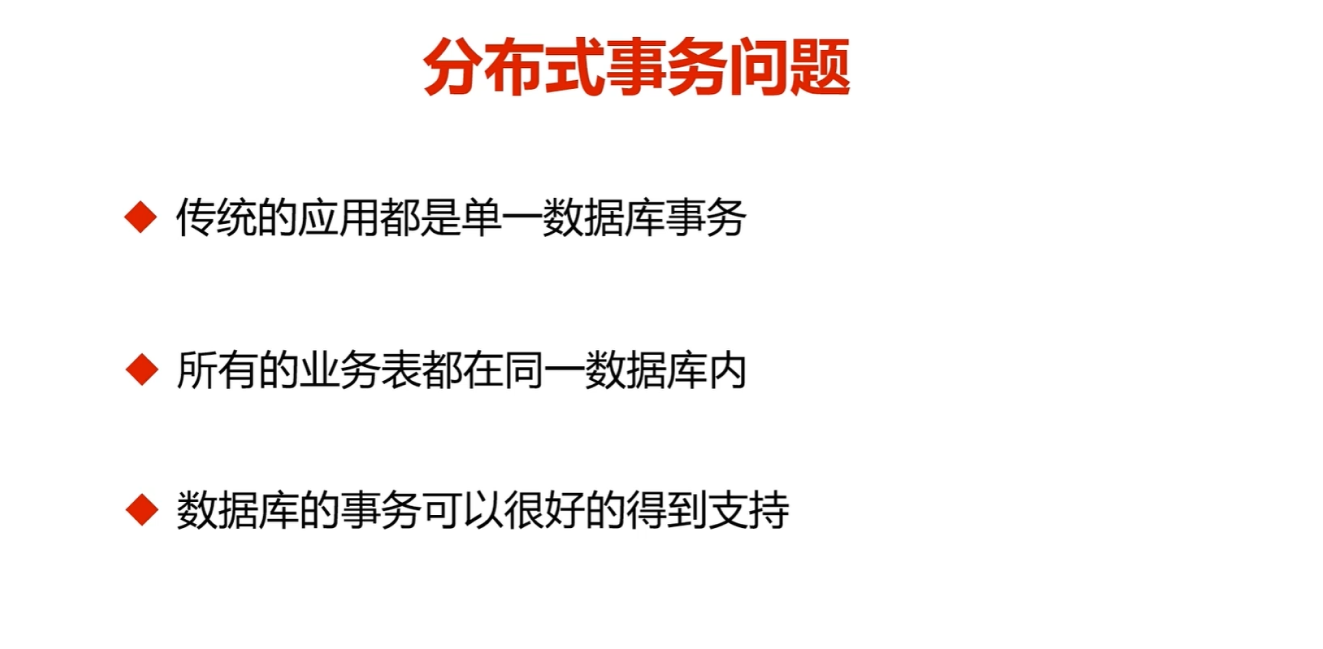 分布式事务问题
传统的应用都是单一数据库事务
所有的业务表都在同一数据库内
数据库的事务可以很好的得到支持